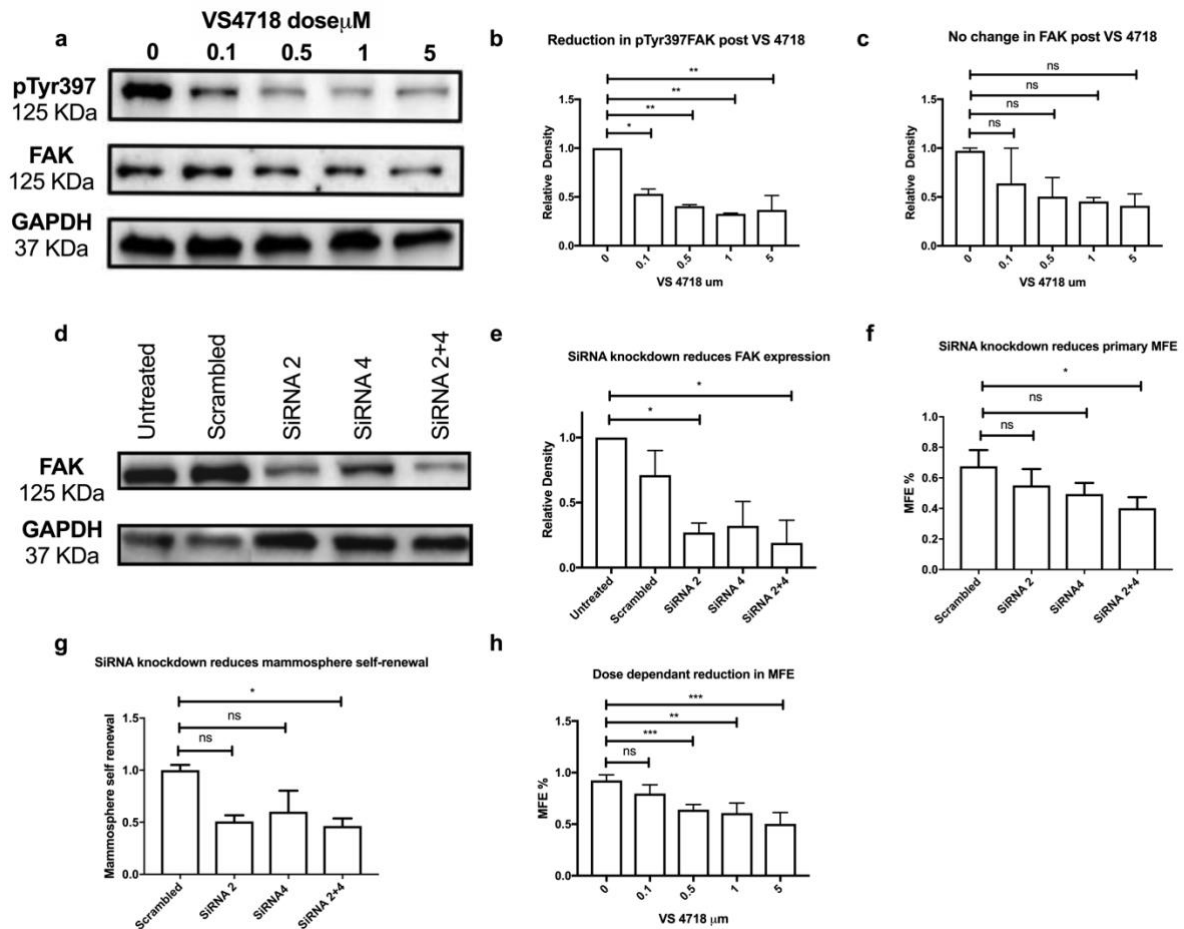 a
VS4718 doseμM
0 0.1 0.5 1 5
pTyr397
125 KDa
FAK
125 KDa
GAPDH
37 KDa
b
Reduction in pTyr397FAK post VS 4718
**
**
**
*
1.5
1.0
0.5
0.0
Relative Density
0 0.1 0.5 1 5
VS 4718 um
c
No change in FAK post VS 4718
ns
ns
ns
ns
1.5
1.0
0.5
0.0
Relative Density
0 0.1 0.5 1 5
VS 4718 um
d
Untreated Scrambled SiRNA 2 SiRNA 4 SiRNA 2+4
FAK
125 KDa
GAPDH
37 KDa
e
SiRNA knockdown reduces FAK expression
*
*
1.0
0.5
0.0
Relative Density
Untreated Scrambled SiRNA 2 SiRNA 4 SiRNA 2+4
f
SiRNA knockdown reduces primary MFE
*
ns
ns
1.0
0.8
0.6
0.4
0.2
0.0
MFE %
Scrambled SiRNA 2 SiRNA4 SiRNA 2+4
g
SiRNA knockdown reduces mammosphere self-renewal
*
ns
ns
1.5
1.0
0.5
0.0
Mammosphere self renewal
Scrambled SiRNA 2 SiRNA4 SiRNA 2+4
h
Dose dependant reduction in MFE
***
**
***
ns
1.5
1.0
0.5
0.0
MFE %
0 0.1 0.5 1 5
VS 4718 μm